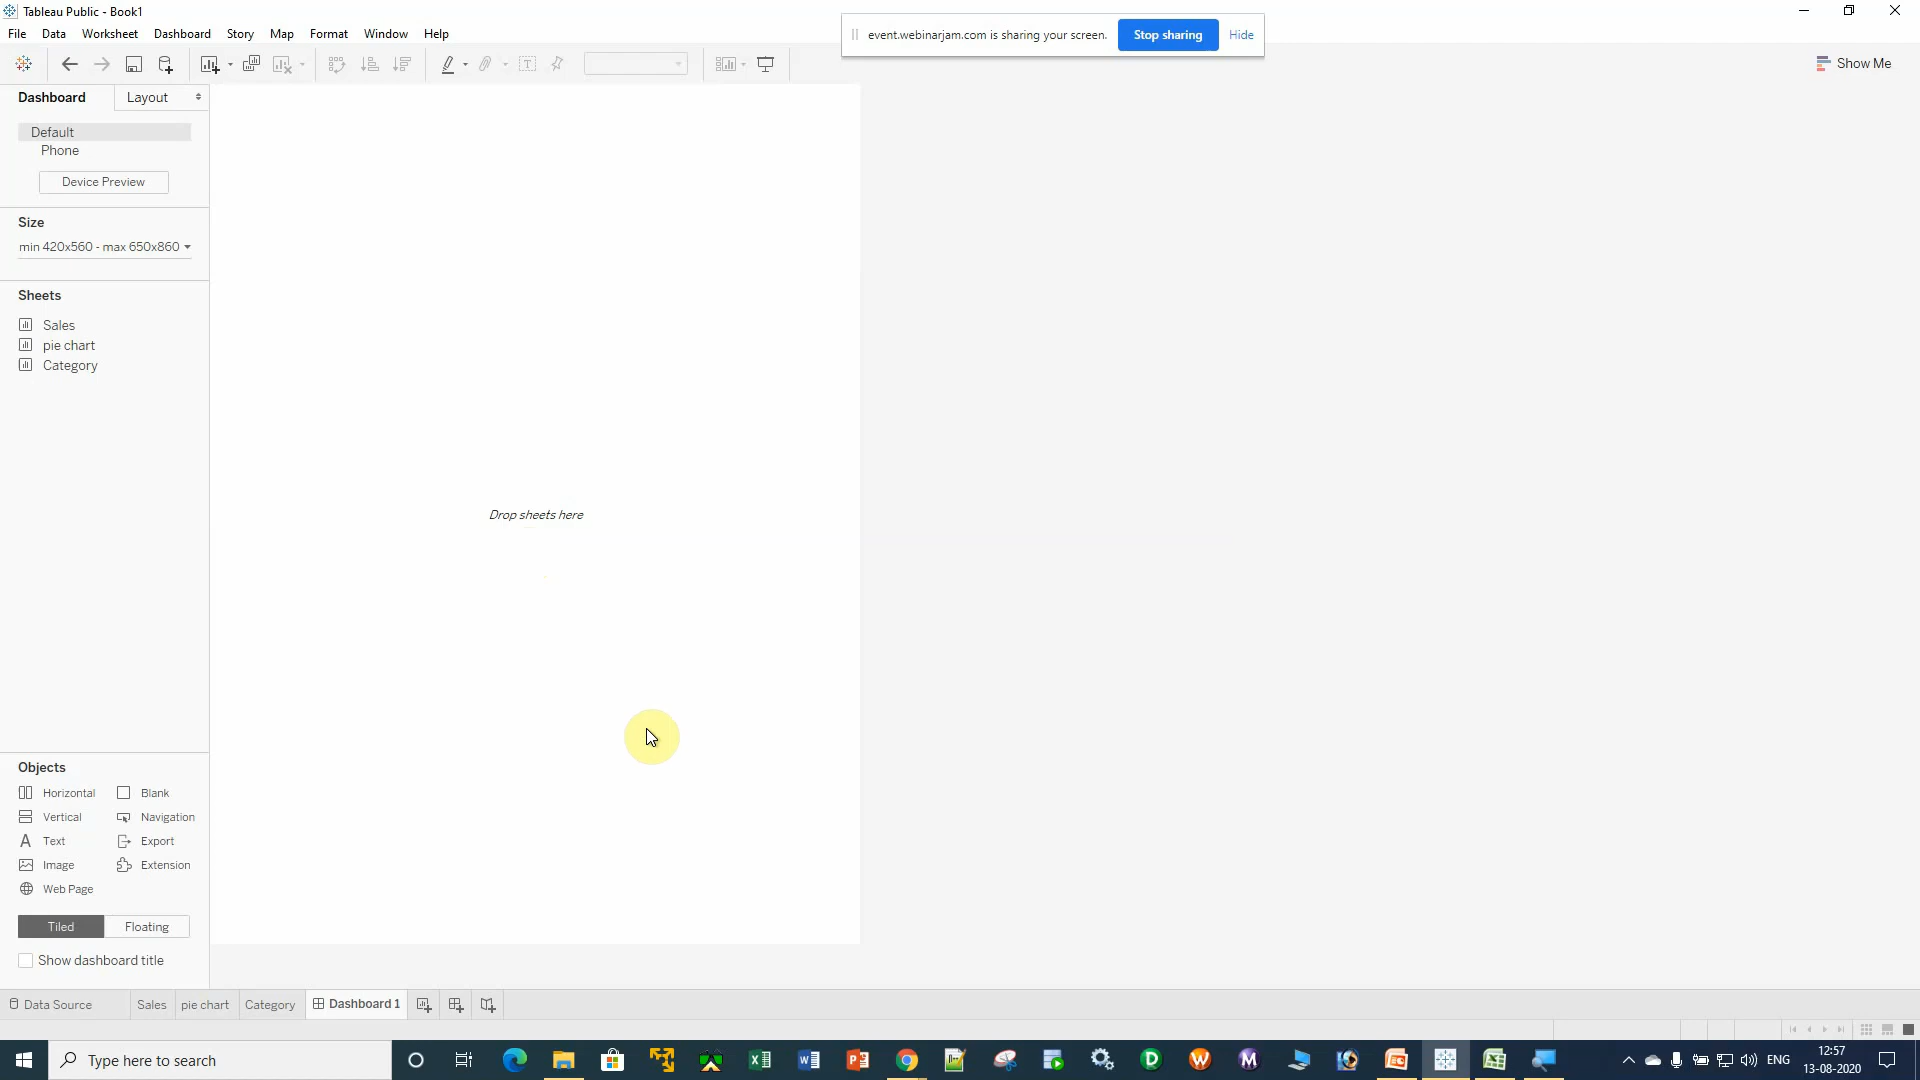 Tableau Public - Book1
File Data Worksheet Dashboard Story Map Format Window Help
event.webinarjam.com is sharing your screen. Stop sharing Hide
Show Me
Dashboard Layout
Default
Phone
Device Preview
Size
min 420x560 - max 650x860
Sheets
Sales
pie chart
Category
Drop sheets here
Objects
Horizontal Blank
Vertical Navigation
Text Export
Image Extension
Web Page
Tiled Floating
Show dashboard title
Data Source Sales pie chart Category Dashboard 1
Type here to search
ENG
12:57
13-08-2020